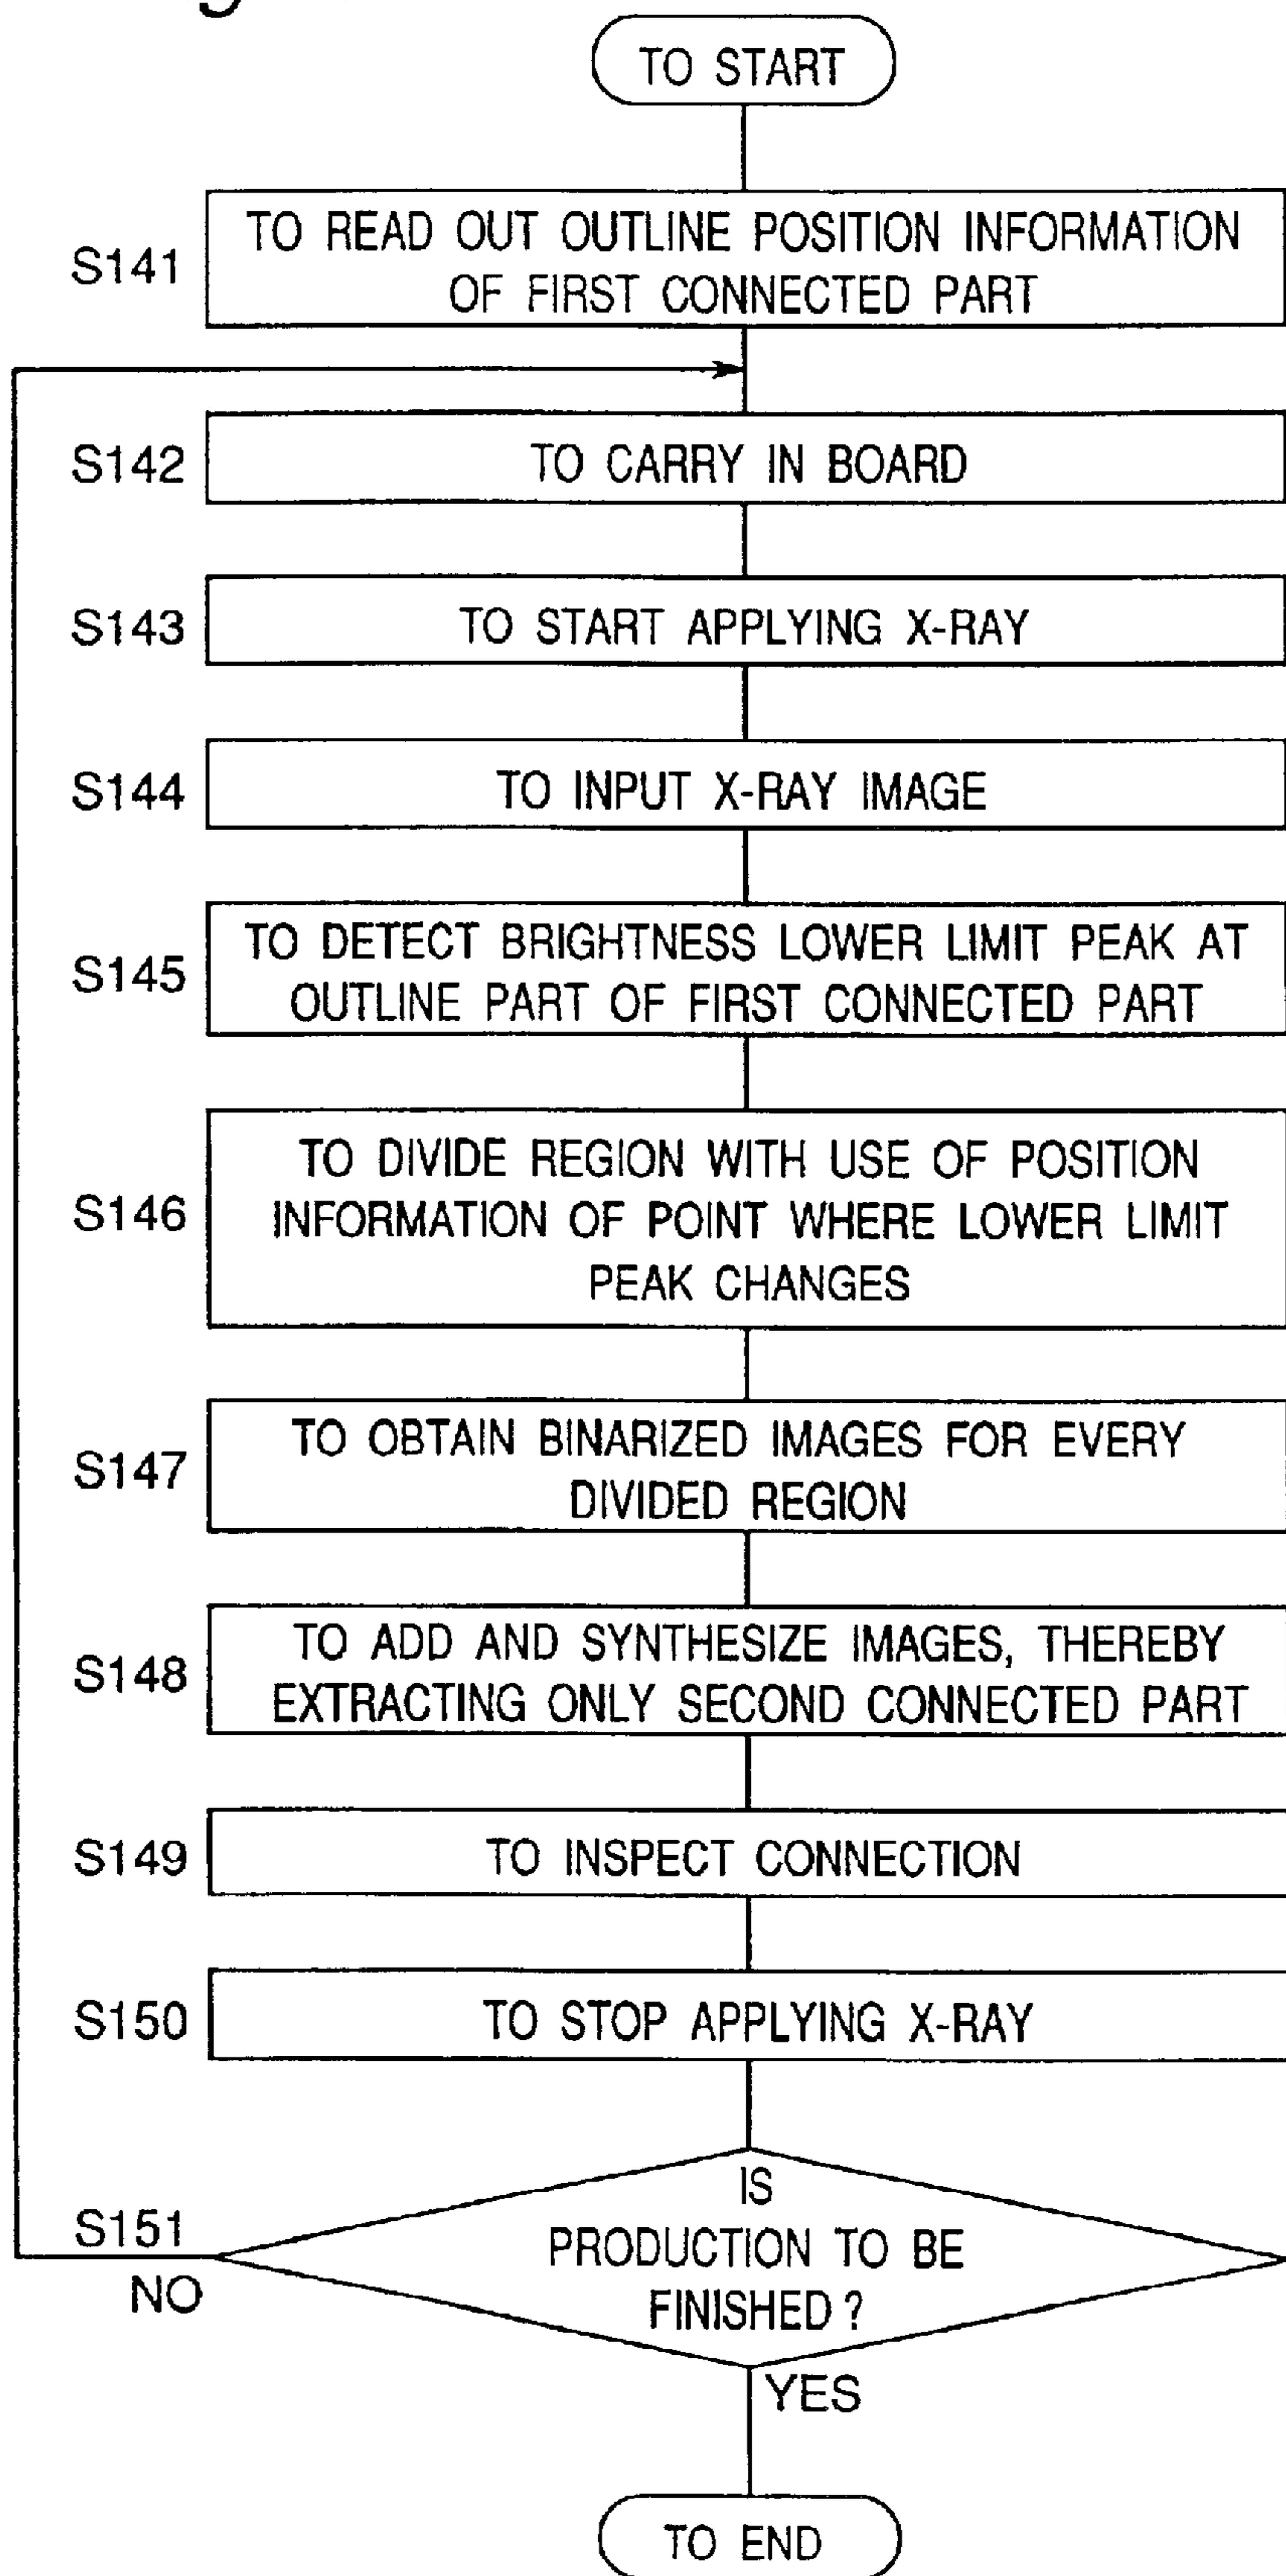 TO START
S141
TO READ OUT OUTLINE POSITION INFORMATION
OF FIRST CONNECTED PART
S142
TO CARRY IN BOARD
S143
TO START APPLYING X-RAY
S144
TO INPUT X-RAY IMAGE
S145
TO DETECT BRIGHTNESS LOWER LIMIT PEAK AT
OUTLINE PART OF FIRST CONNECTED PART
S146
TO DIVIDE REGION WITH USE OF POSITION
INFORMATION OF POINT WHERE LOWER LIMIT
PEAK CHANGES
S147
TO OBTAIN BINARIZED IMAGES FOR EVERY
DIVIDED REGION
S148
TO ADD AND SYNTHESIZE IMAGES, THEREBY
EXTRACTING ONLY SECOND CONNECTED PART
S149
TO INSPECT CONNECTION
S150
TO STOP APPLYING X-RAY
S151
IS
PRODUCTION TO BE
FINISHED ?
NO
YES
TO END